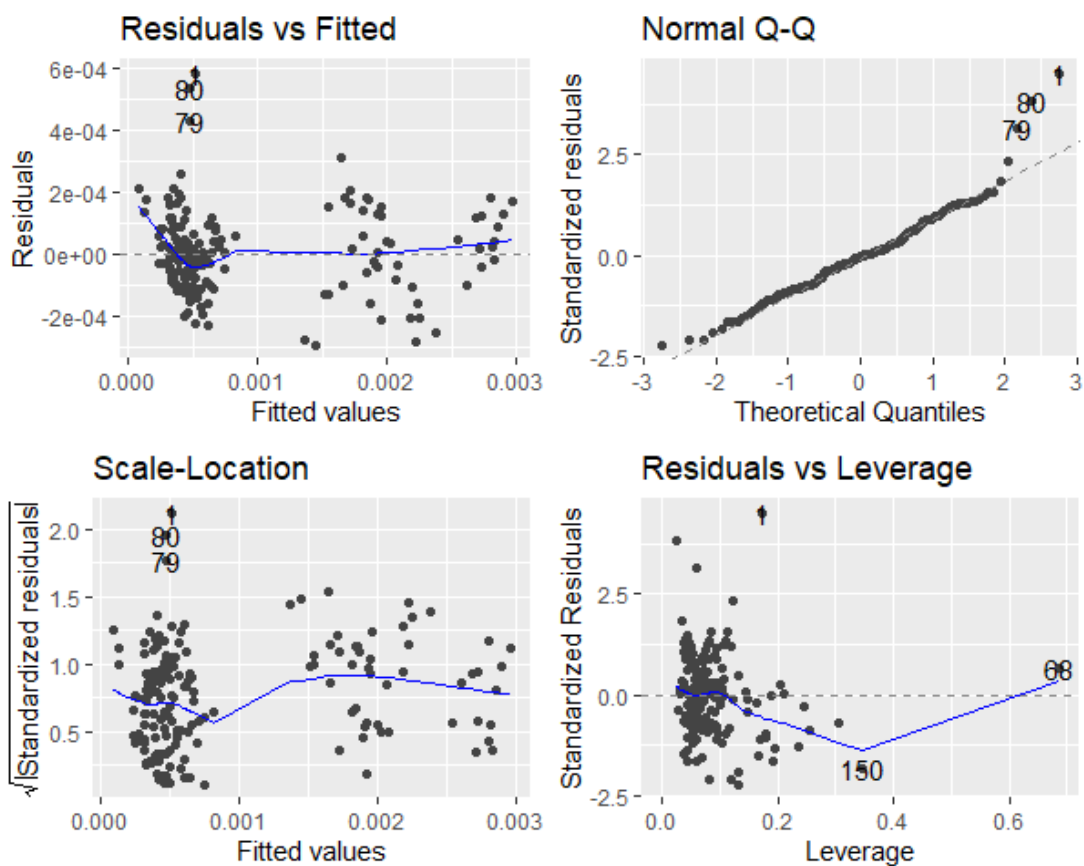 Residuals vs Fitted
6e-04
4e-04
2e-04
0e+00
-2e-04
Residuals
1
80
79
0.000
0.001
0.002
0.003
Fitted values
Normal Q-Q
2.5
0.0
-2.5
Standardized residuals
1
80
79
-3
-2
-1
0
1
2
3
Theoretical Quantiles
Scale-Location
2.0
1.5
1.0
0.5
√|Standardized residuals|
1
80
79
0.000
0.001
0.002
0.003
Fitted values
Residuals vs Leverage
2.5
0.0
-2.5
Standardized Residuals
1
68
150
0.0
0.2
0.4
0.6
Leverage